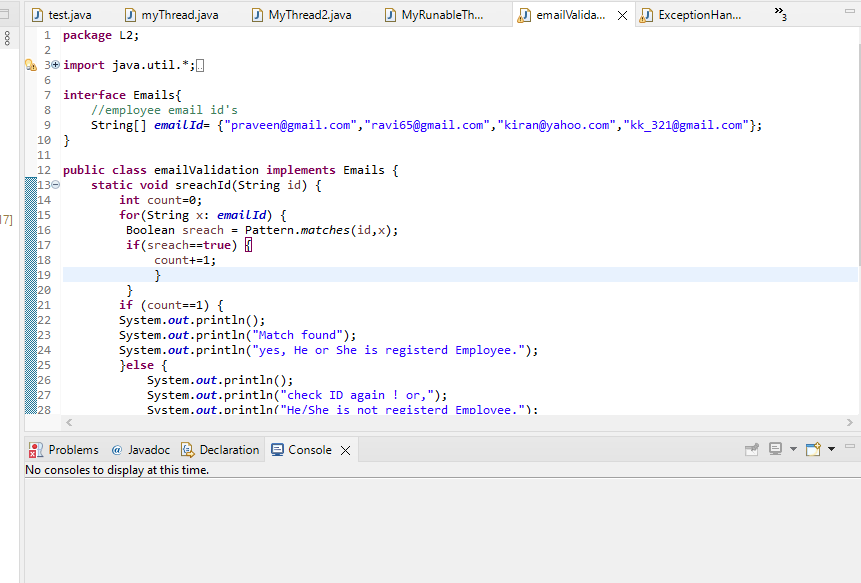 test.java myThread.java MyThread2.java MyRunableTh... emailValida... ExceptionHan... »3
1 package L2;
2
3 import java.util.*;
6
7 interface Emails{
8 //employee email id's
9 String[] emailId= {"praveen@gmail.com","ravi65@gmail.com","kiran@yahoo.com","kk_321@gmail.com"};
10 }
11
12 public class emailValidation implements Emails {
13 static void sreachId(String id) {
14 int count=0;
15 for(String x: emailId) {
16 Boolean sreach = Pattern.matches(id,x);
17 if(sreach==true) {
18 count+=1;
19 }
20 }
21 if (count==1) {
22 System.out.println();
23 System.out.println("Match found");
24 System.out.println("yes, He or She is registerd Employee.");
25 }else {
26 System.out.println();
27 System.out.println("check ID again ! or,");
28 System.out.println("He/She is not registerd Employee.");
17]
Problems @ Javadoc Declaration Console
No consoles to display at this time.